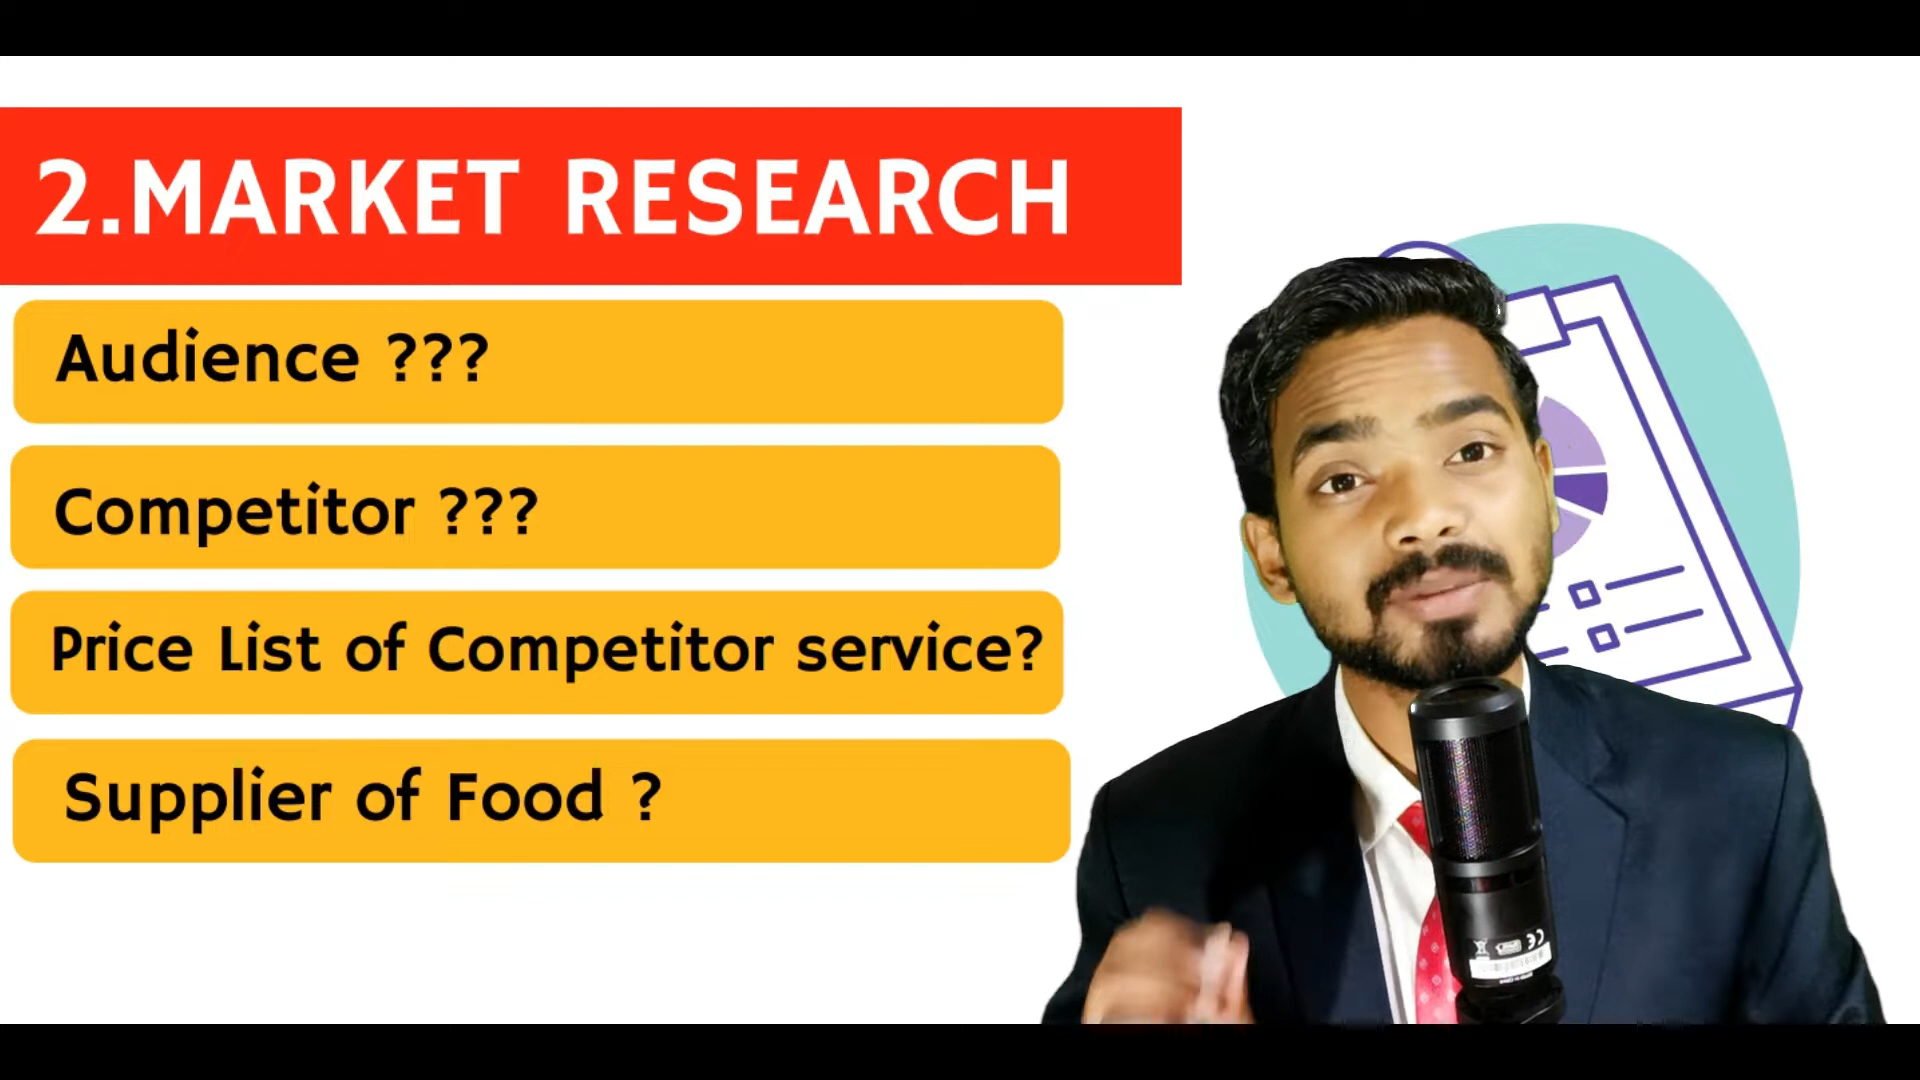 2.MARKET RESEARCH
Audience ???
Competitor ???
Price List of Competitor service?
Supplier of Food ?